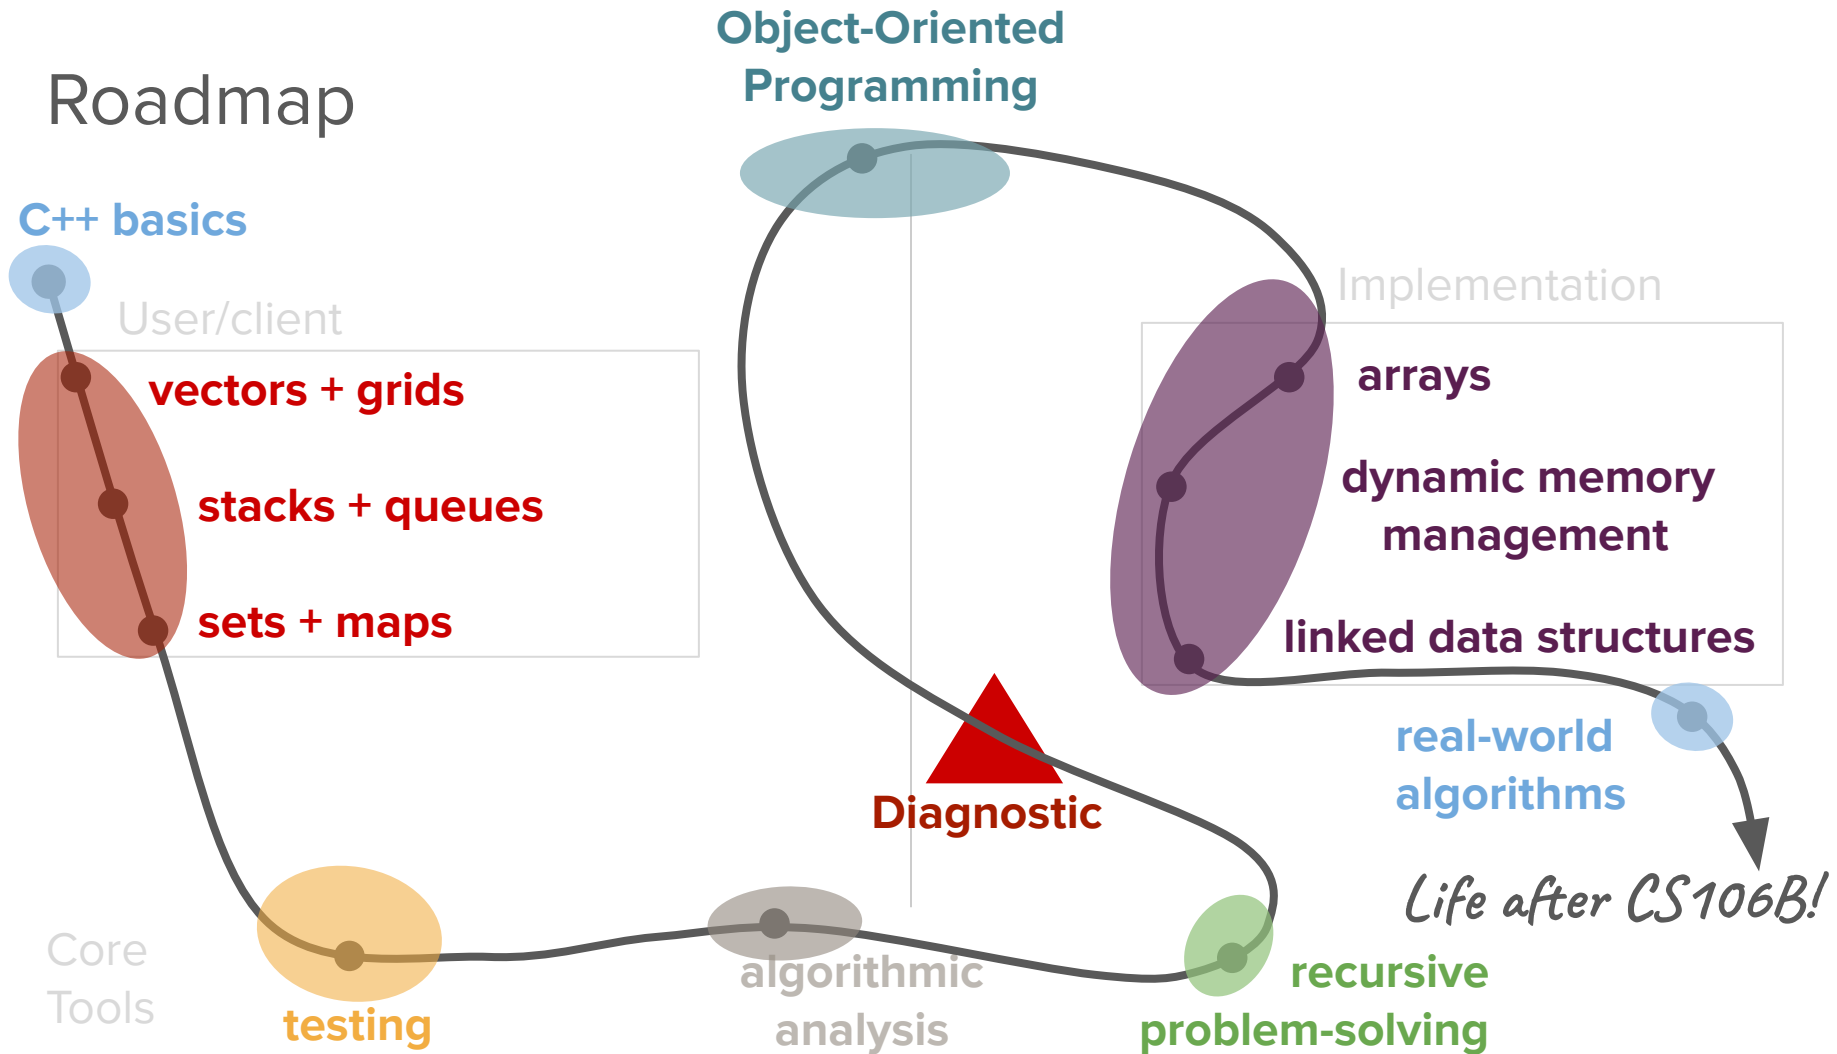 Object-Oriented
Programming
Roadmap
C++ basics
User/client
Implementation
vectors + grids
arrays
stacks + queues
dynamic memory
management
sets + maps
linked data structures
real-world
algorithms
Diagnostic
Life after CS106B!
Core
Tools
testing
algorithmic
analysis
recursive
problem-solving